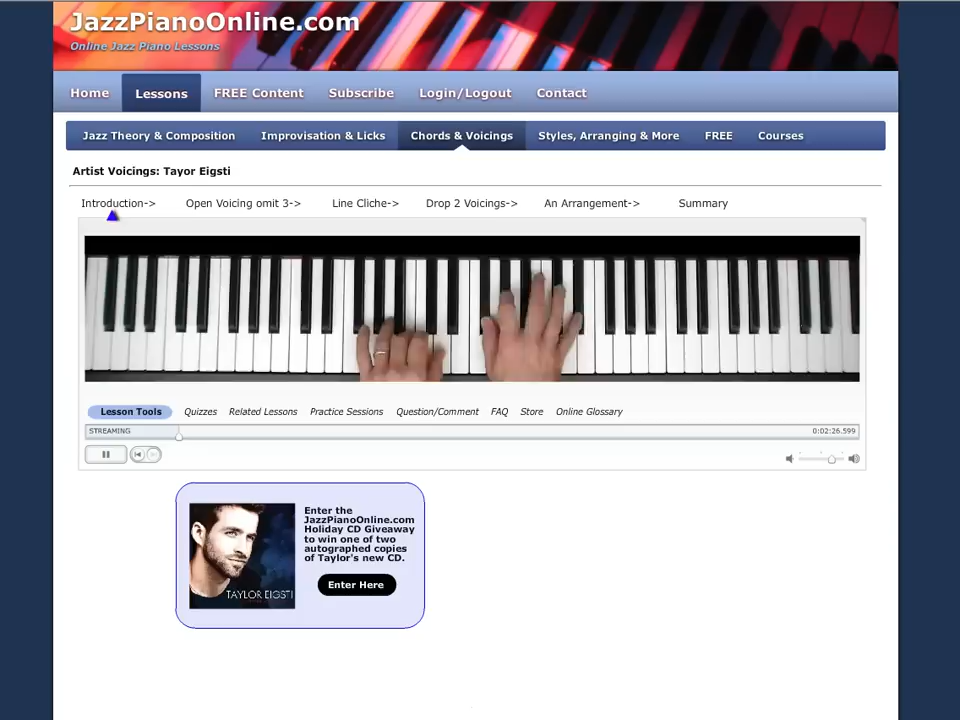 JazzPianoOnline.com
Online Jazz Piano Lessons
Home Lessons FREE Content Subscribe Login/Logout Contact
Jazz Theory & Composition Improvisation & Licks Chords & Voicings Styles, Arranging & More FREE Courses
Artist Voicings: Tayor Eigsti
Introduction-> Open Voicing omit 3-> Line Cliche-> Drop 2 Voicings-> An Arrangement-> Summary
Lesson Tools Quizzes Related Lessons Practice Sessions Question/Comment FAQ Store Online Glossary
STREAMING 0:02:26.599
Enter the
JazzPianoOnline.com
Holiday CD Giveaway
to win one of two
autographed copies
of Taylor's new CD.
Enter Here
TAYLOR EIGSTI